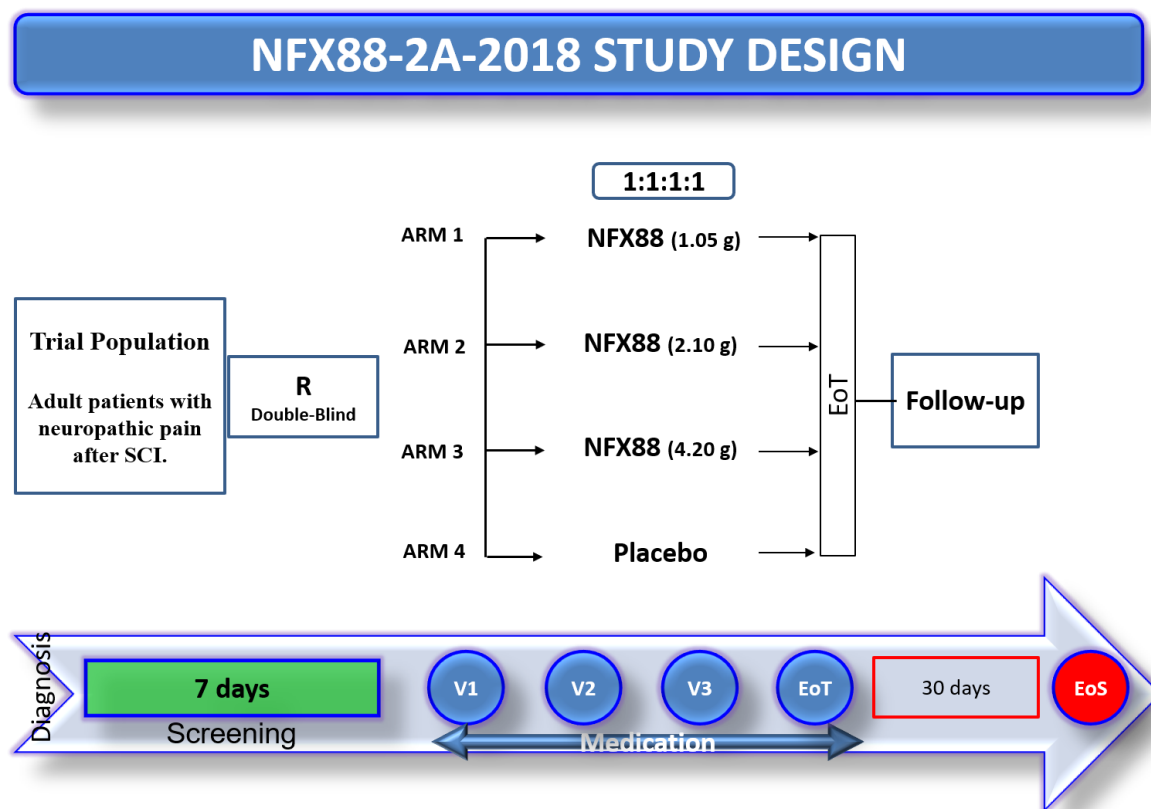 NFX88-2A-2018 STUDY DESIGN
1:1:1:1
ARM 1
NFX88 (1.05 g)
Trial Population
Adult patients with
neuropathic pain
after SCI.
R
Double-Blind
ARM 2
NFX88 (2.10 g)
ARM 3
NFX88 (4.20 g)
ARM 4
Placebo
EoT
Follow-up
Diagnosis
7 days
Screening
V1
V2
V3
EoT
Medication
30 days
EoS